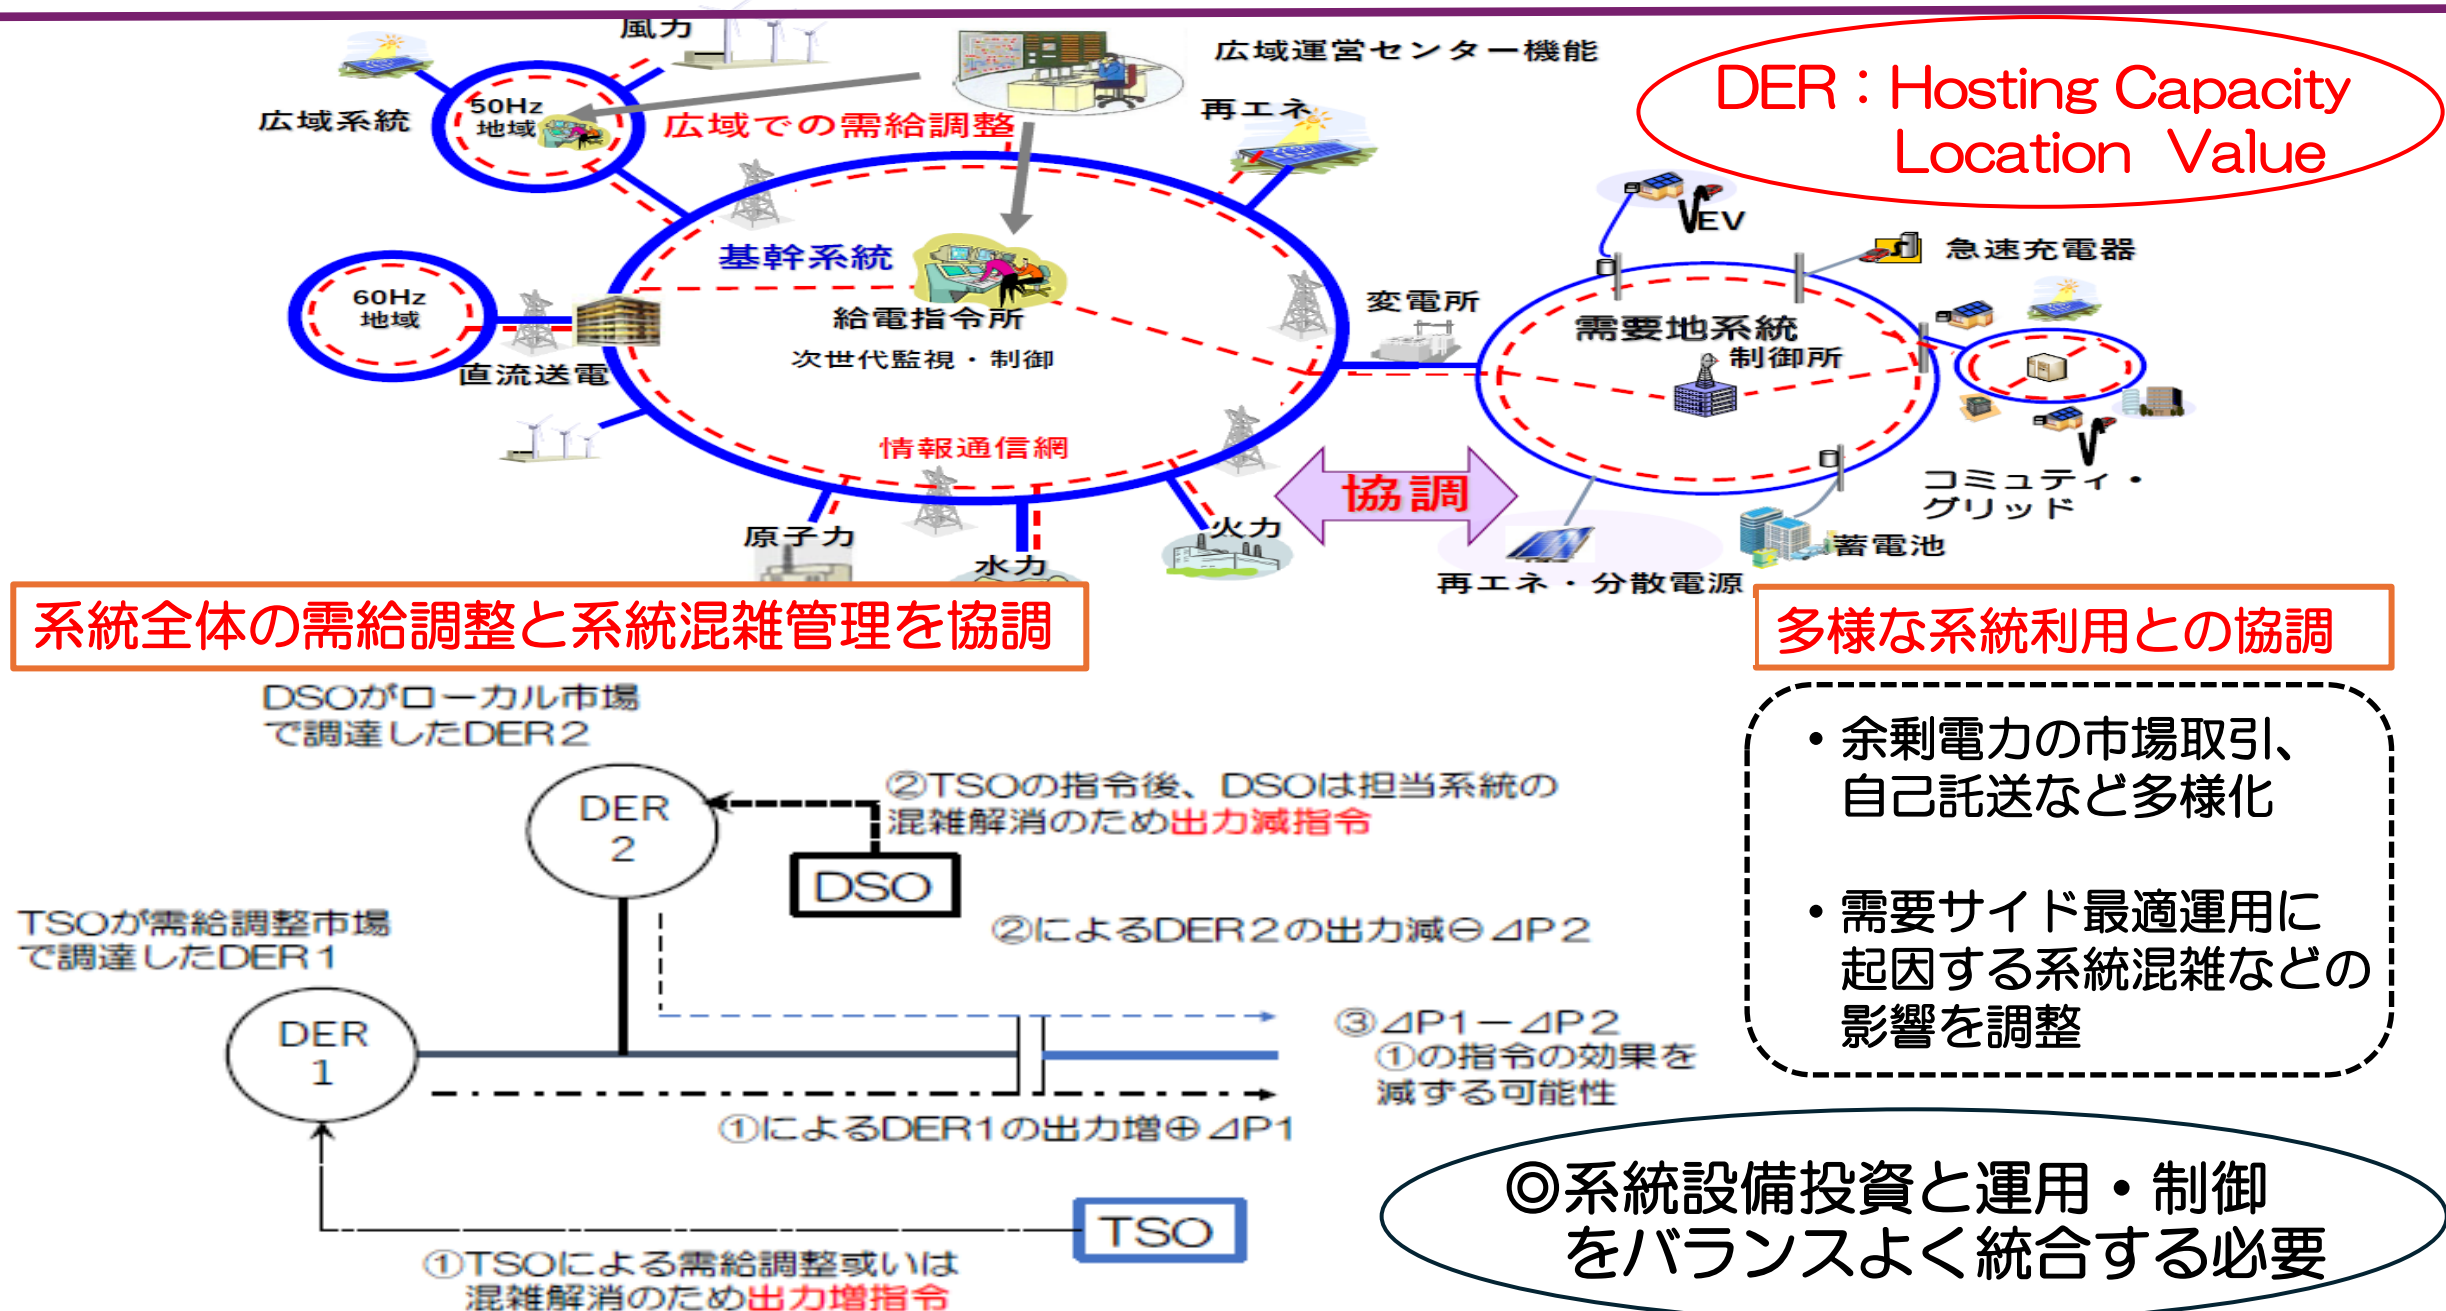 風力
広域運営センター機能
DER：Hosting Capacity
Location Value
50Hz
地域
広域系統
広域での需給調整
再エネ
EV
基幹系統
急速充電器
60Hz
地域
給電指令所
変電所
需要地系統
次世代監視・制御
制御所
直流送電
情報通信網
協調
コミュティ・
グリッド
原子力
水力
火力
蓄電池
再エネ・分散電源
系統全体の需給調整と系統混雑管理を協調
多様な系統利用との協調
DSOがローカル市場
で調達したDER２
DER
2
②TSOの指令後、DSOは担当系統の
混雑解消のため出力減指令
DSO
②によるDER２の出力減⊖⊿P２
TSOが需給調整市場
で調達したDER１
DER
1
③⊿P1－⊿P2
①の指令の効果を
減ずる可能性
①によるDER1の出力増⊕⊿P1
TSO
①TSOによる需給調整或いは
混雑解消のため出力増指令
・余剰電力の市場取引、
自己託送など多様化
・需要サイド最適運用に
起因する系統混雑などの
影響を調整
◎系統設備投資と運用・制御
をバランスよく統合する必要